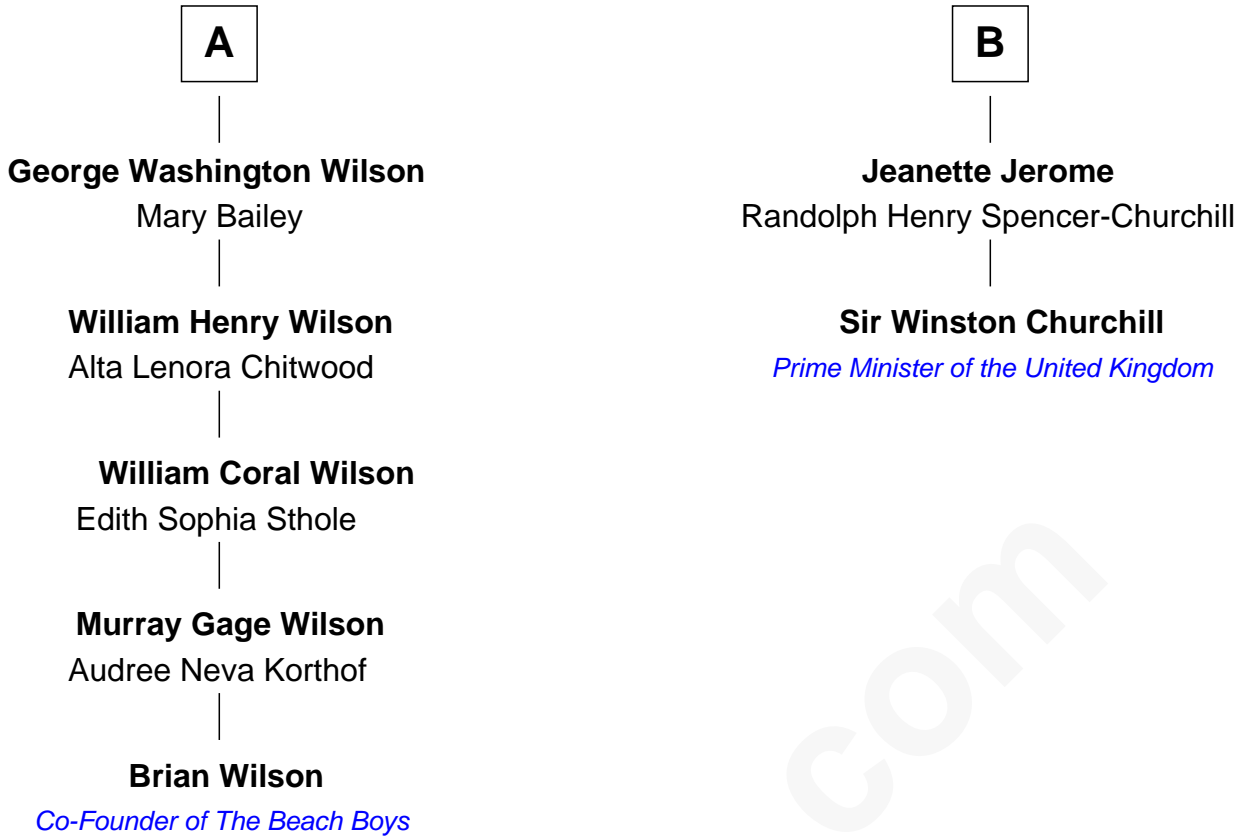 A
George Washington Wilson
Mary Bailey
William Henry Wilson
Alta Lenora Chitwood
William Coral Wilson
Edith Sophia Sthole
Murray Gage Wilson
Audree Neva Korthof
Brian Wilson
Co-Founder of The Beach Boys
B
Jeanette Jerome
Randolph Henry Spencer-Churchill
Sir Winston Churchill
Prime Minister of the United Kingdom
com